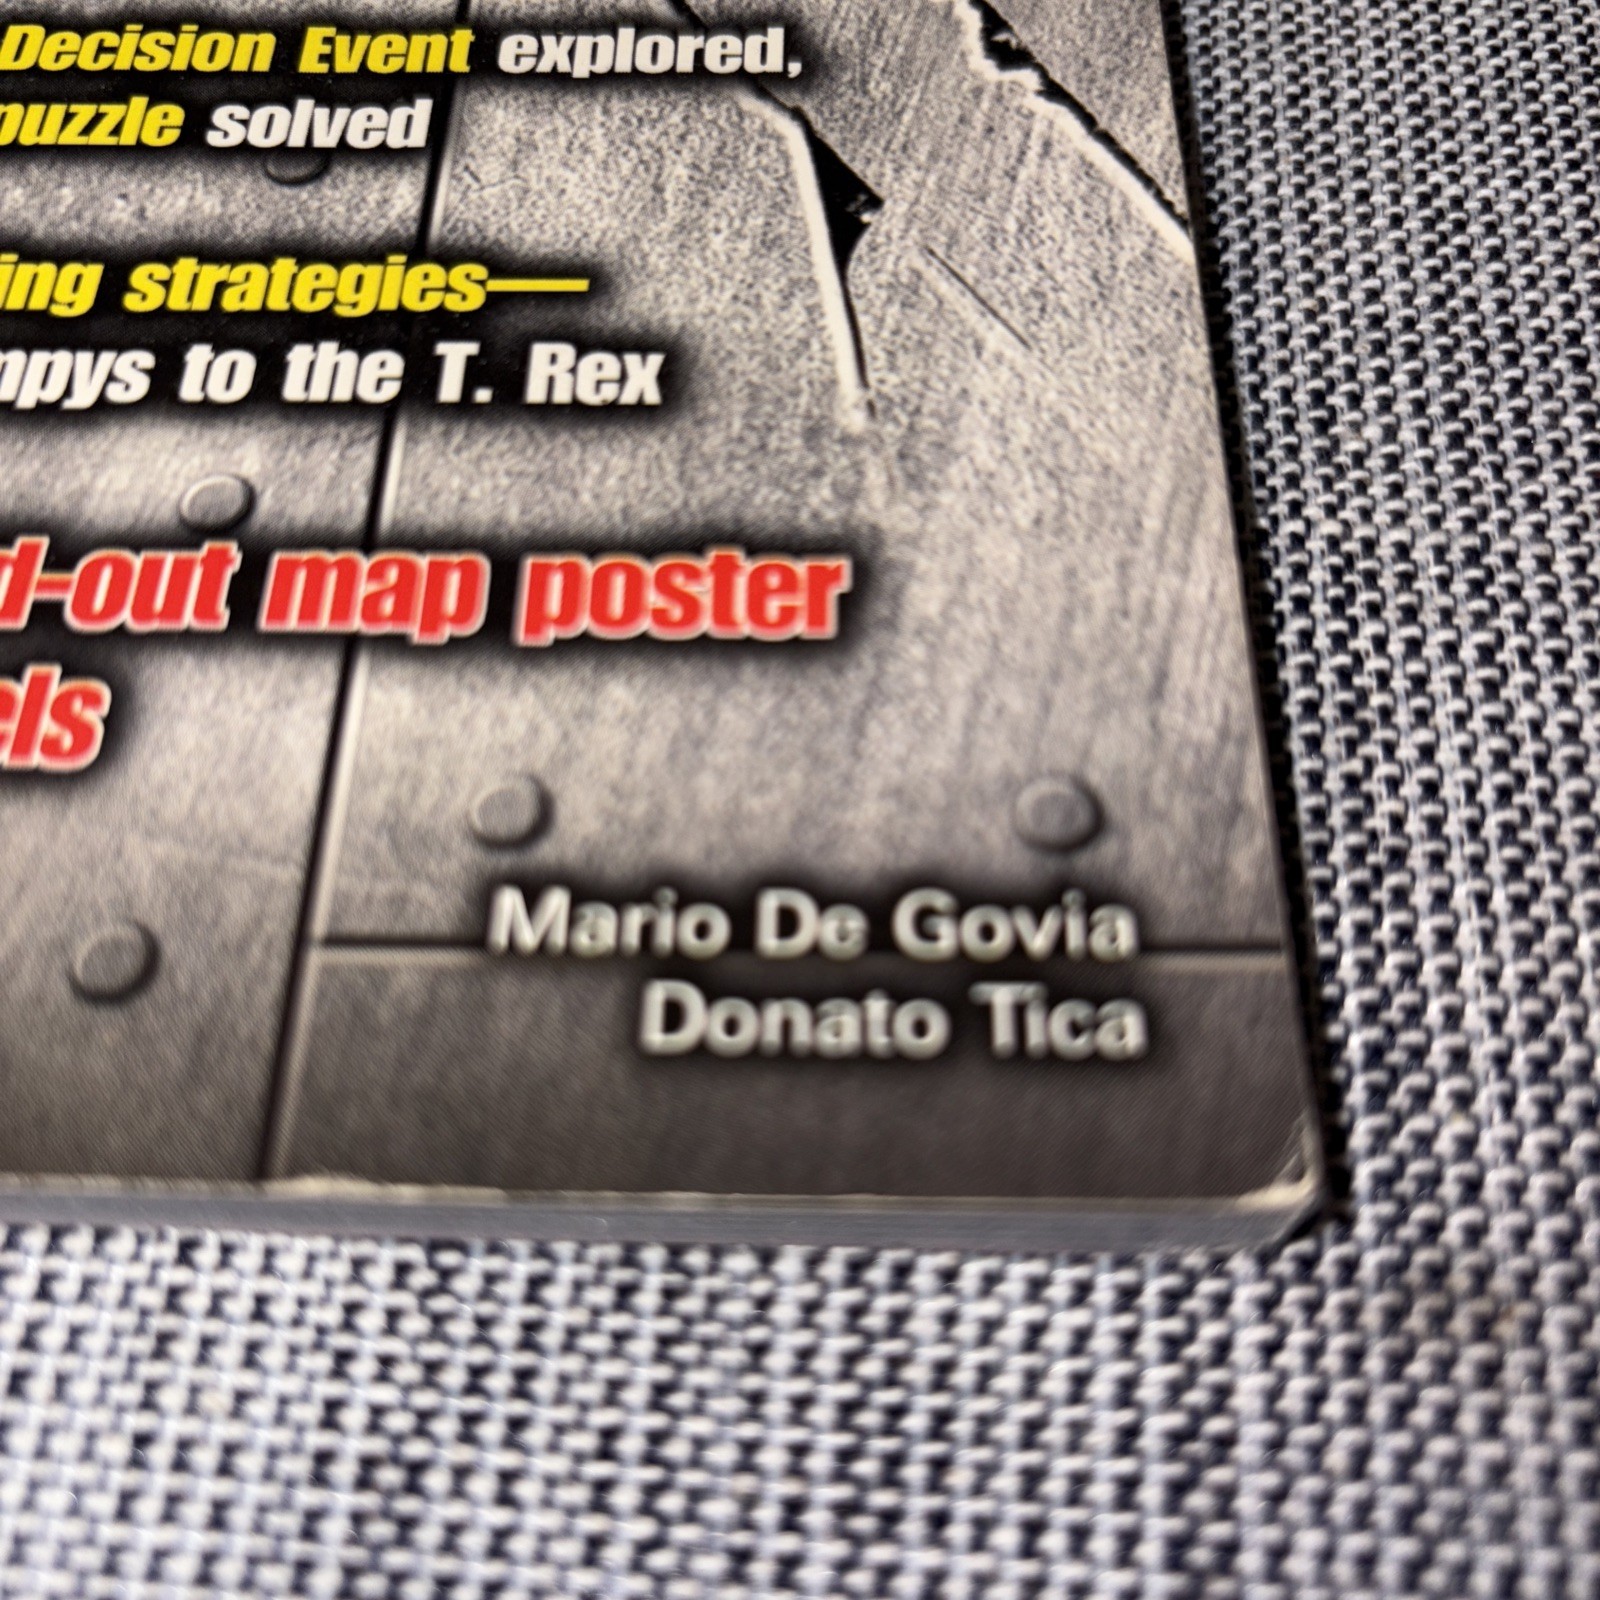 Decision Event explored,
puzzle solved
ing strategies—
mpys to the T. Rex
d-out map poster
els
Mario De Govia
Donato Tica